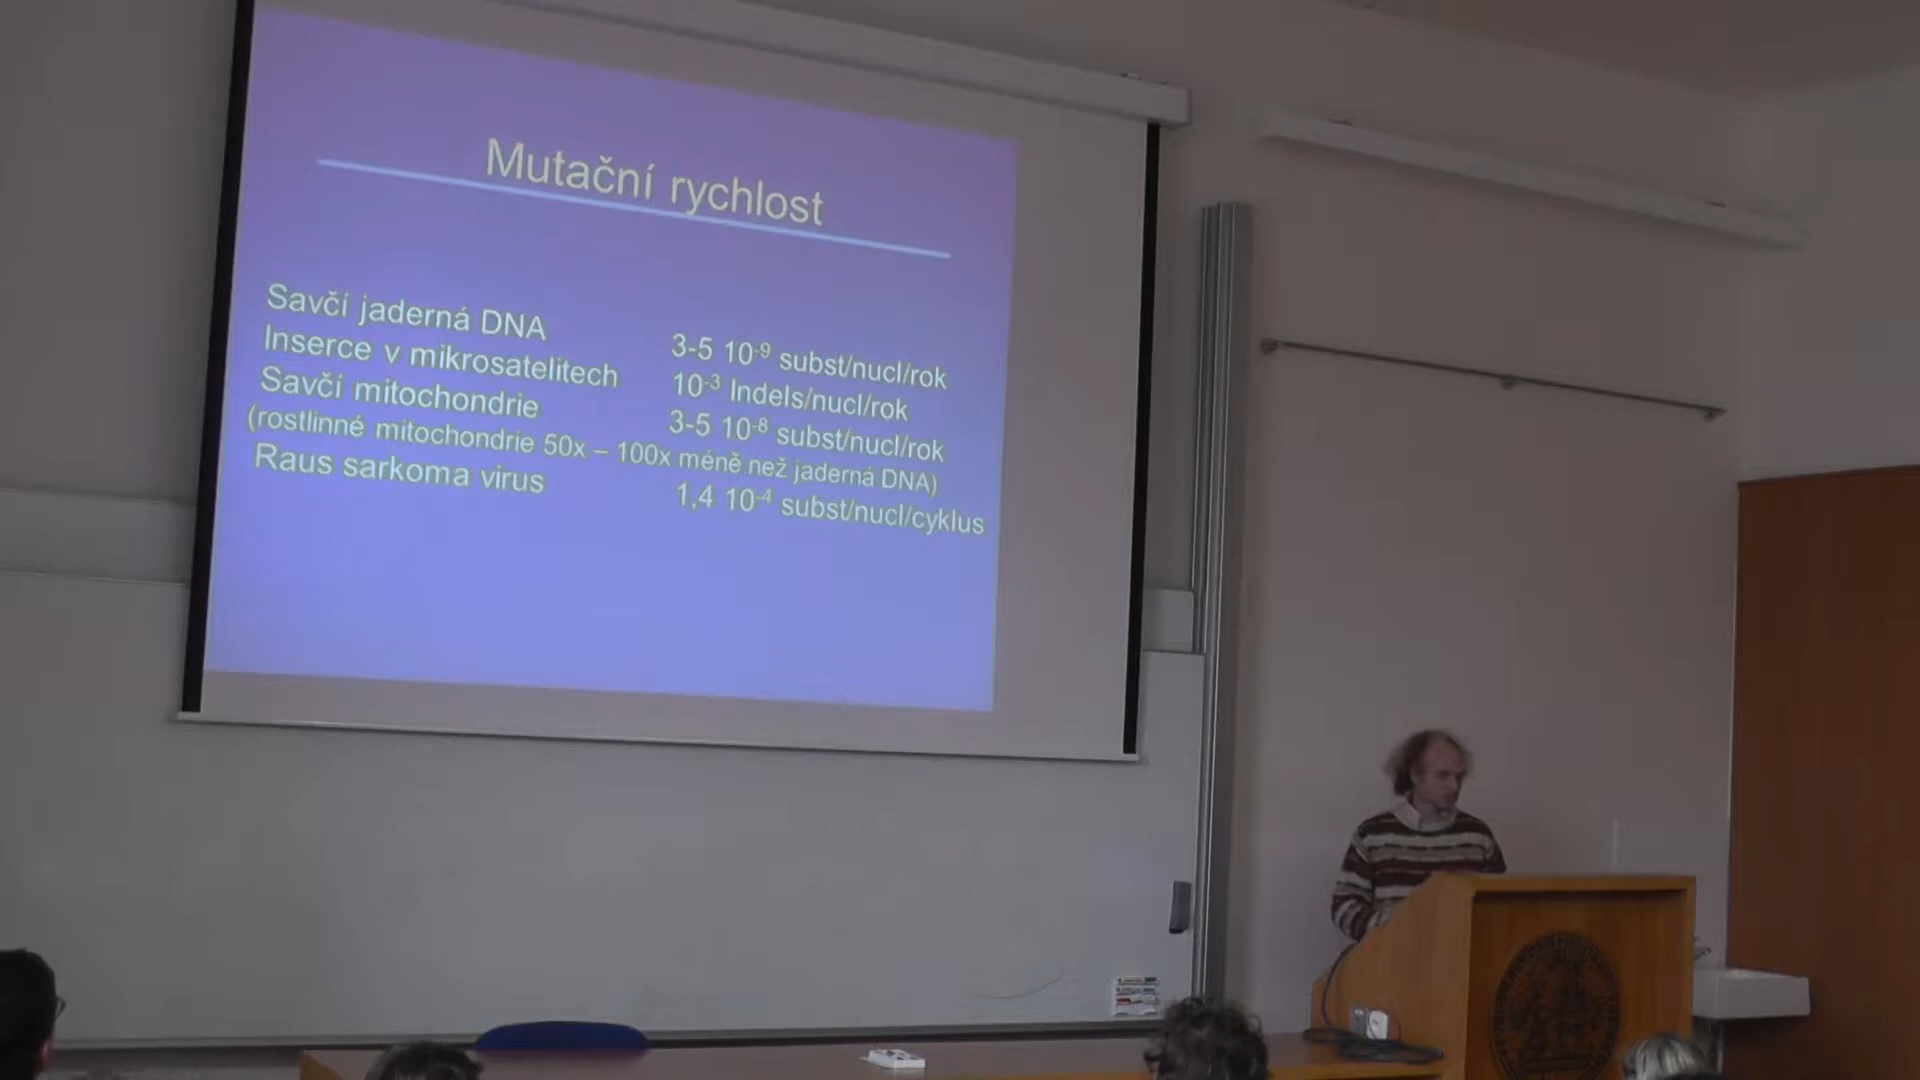 Mutační rychlost
Savčí jaderná DNA 3-5 10⁻⁹ subst/nucl/rok
Inserce v mikrosatelitech 10⁻³ Indels/nucl/rok
Savčí mitochondrie 3-5 10⁻⁸ subst/nucl/rok
(rostlinné mitochondrie 50x – 100x méně než jaderná DNA)
Raus sarkoma virus 1,4 10⁻⁴ subst/nucl/cyklus